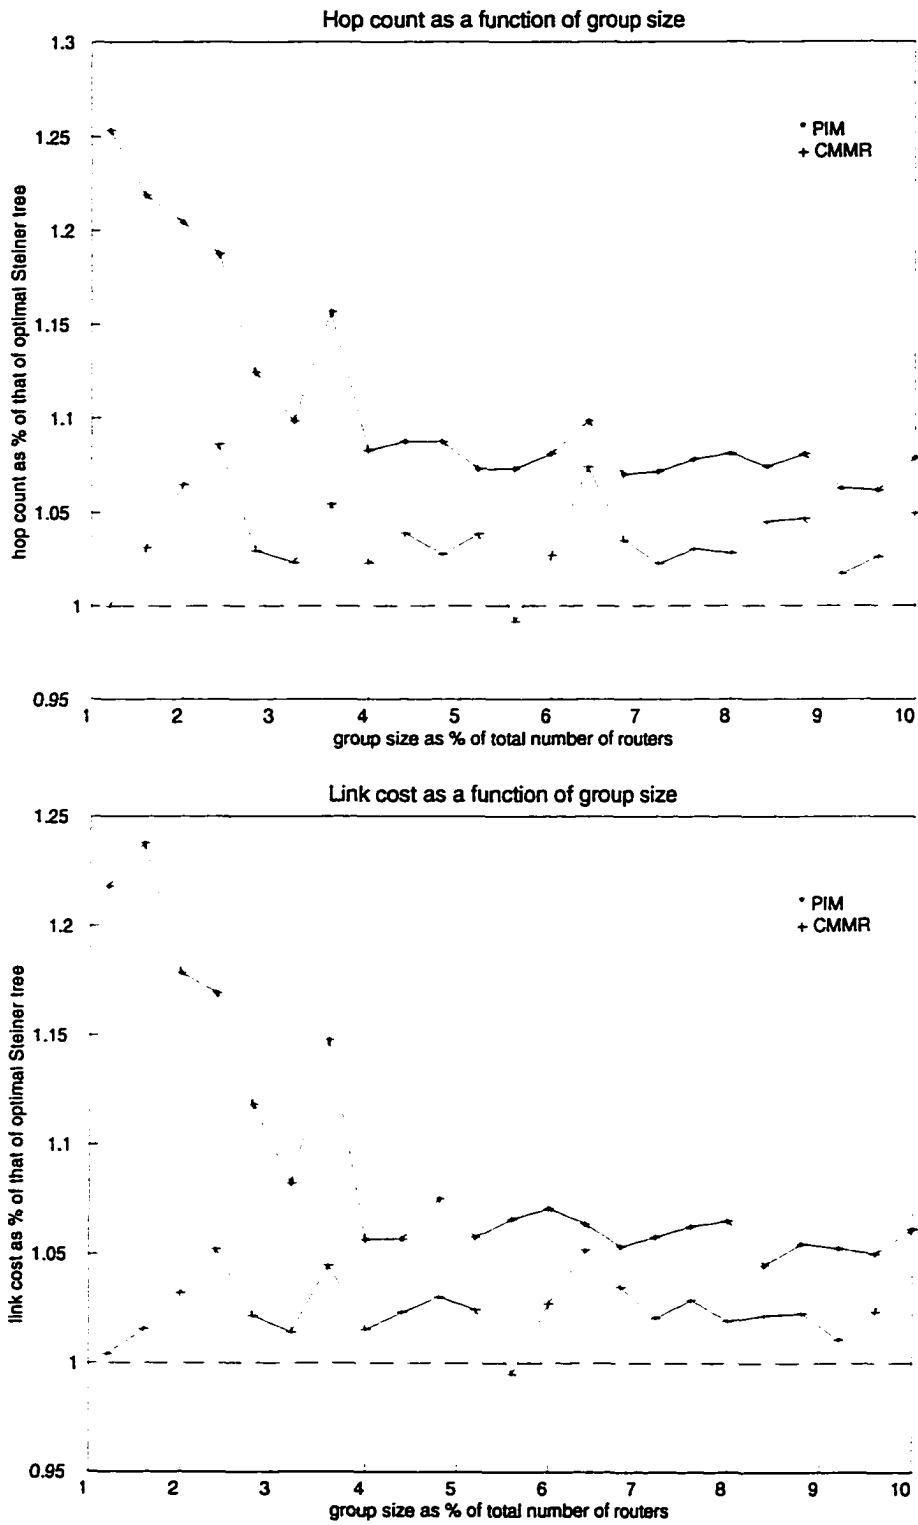 Hop count as a function of group size
1.3
1.25
1.2
1.15
1.1
1.05
1
0.95
hop count as % of that of optimal Steiner tree
* PIM
+ CMMR
1 2 3 4 5 6 7 8 9 10
group size as % of total number of routers
Link cost as a function of group size
1.25
1.2
1.15
1.1
1.05
1
0.95
link cost as % of that of optimal Steiner tree
* PIM
+ CMMR
1 2 3 4 5 6 7 8 9 10
group size as % of total number of routers